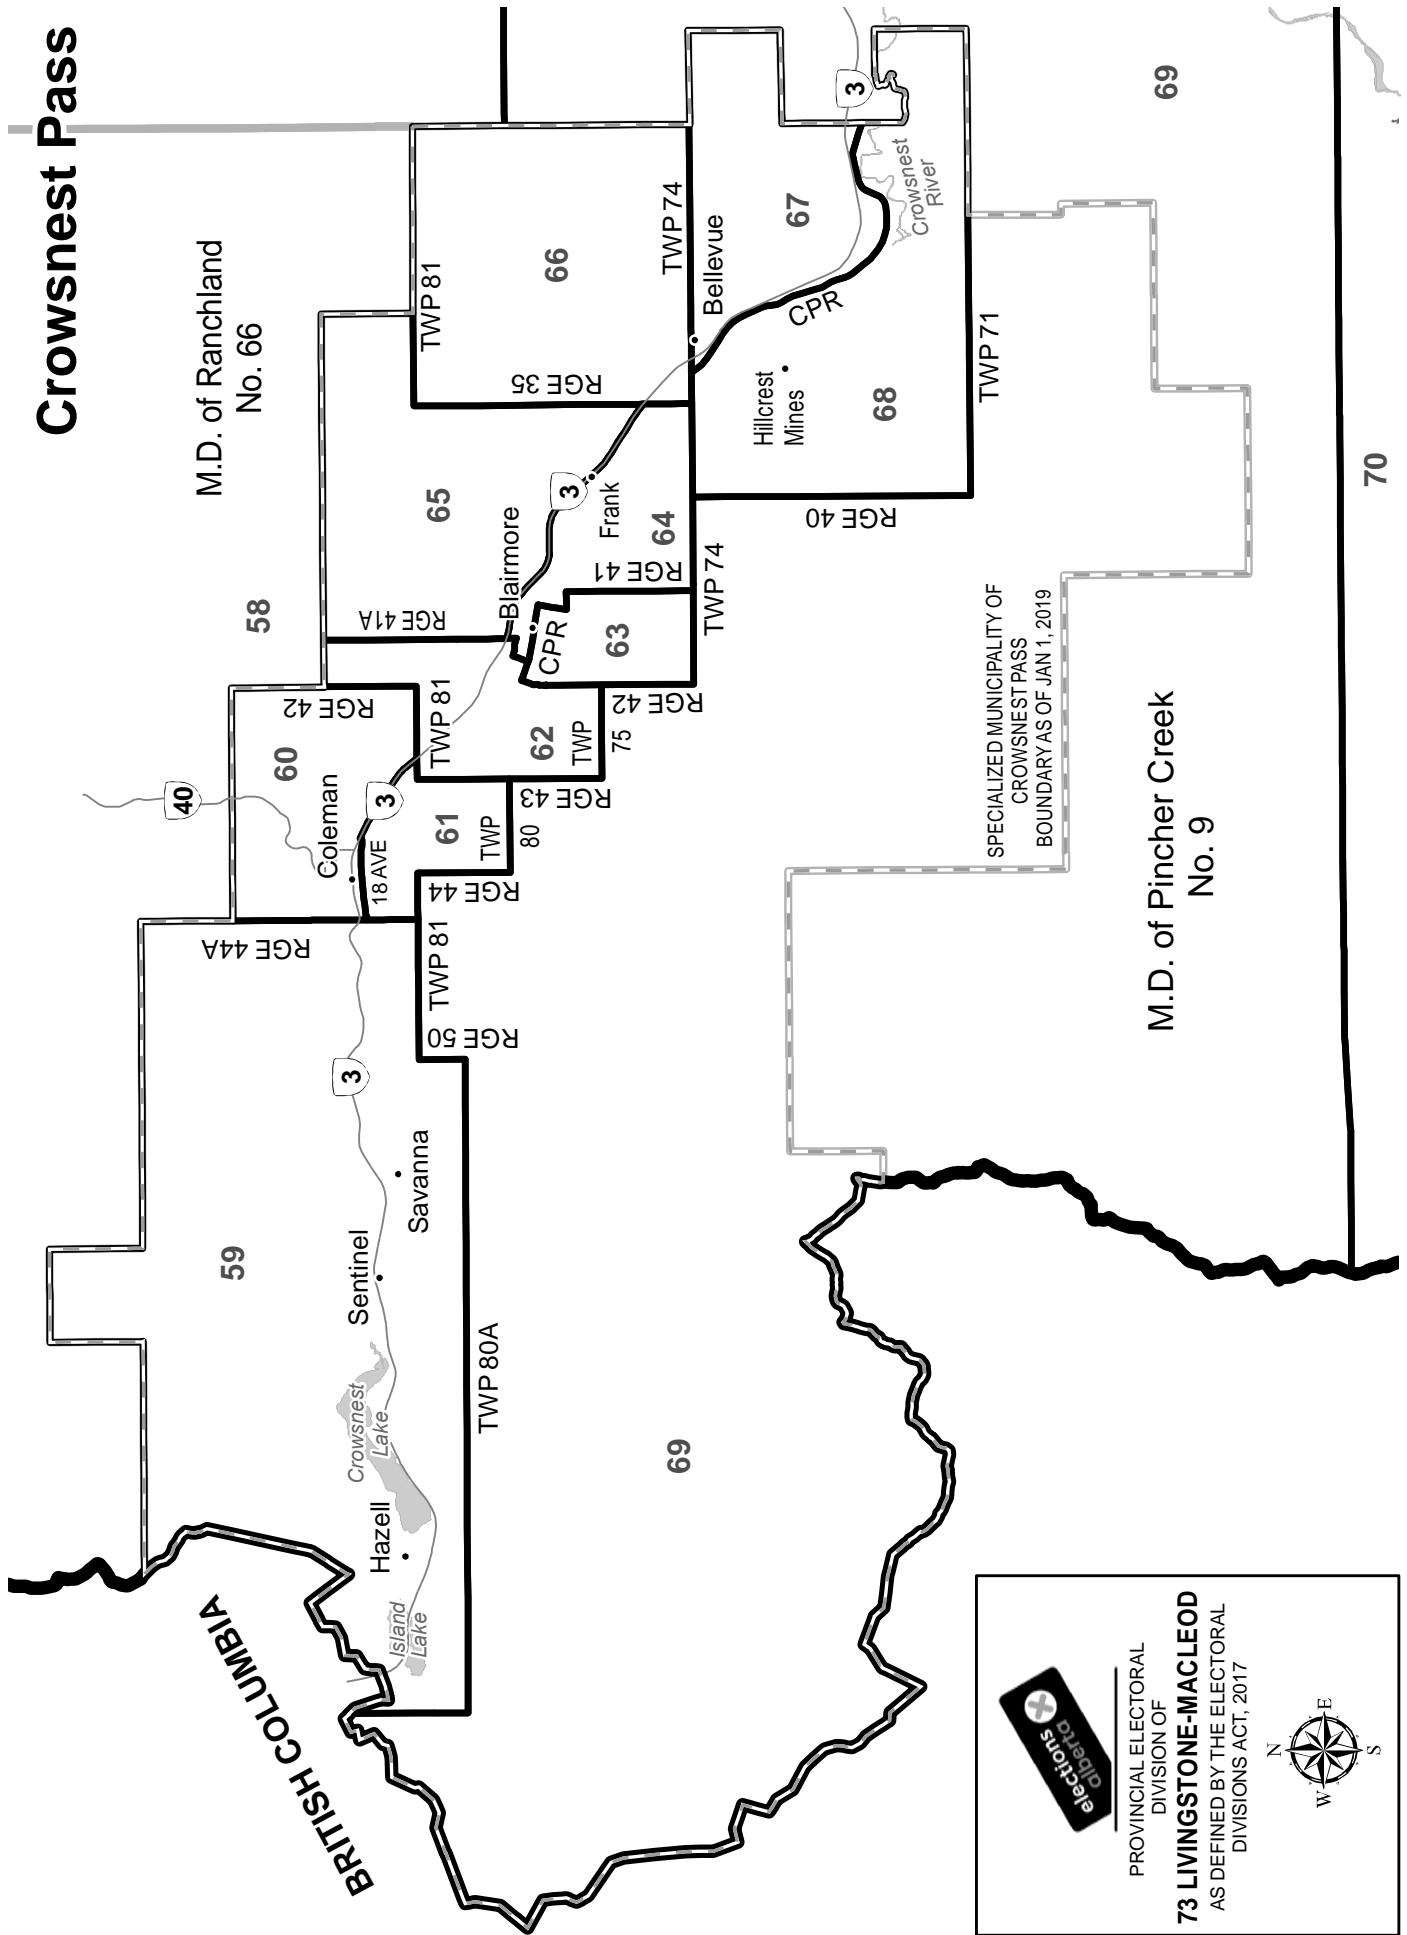 Crowsnest Pass
M.D. of Ranchland
No. 66
58
BRITISH COLUMBIA
59
RGE 44A
3
Sentinel
Savanna
Crowsnest
Lake
Hazell
Island
Lake
TWP 80A
RGE 50
TWP 81
40
60
RGE 42
Coleman
18 AVE
3
TWP 81
61
RGE 44
TWP
80
RGE 43
62
TWP
75
RGE 42
RGE 41A
Blairmore
CPR
63
RGE 41
TWP 74
65
3
Frank
64
TWP 81
RGE 35
66
TWP 74
Bellevue
67
3
Crowsnest
River
CPR
Hillcrest
Mines
68
RGE 40
TWP 71
69
69
SPECIALIZED MUNICIPALITY OF
CROWSNEST PASS
BOUNDARY AS OF JAN 1, 2019
M.D. of Pincher Creek
No. 9
70
elections
alberta
PROVINCIAL ELECTORAL
DIVISION OF
73 LIVINGSTONE-MACLEOD
AS DEFINED BY THE ELECTORAL
DIVISIONS ACT, 2017
N
W
E
S